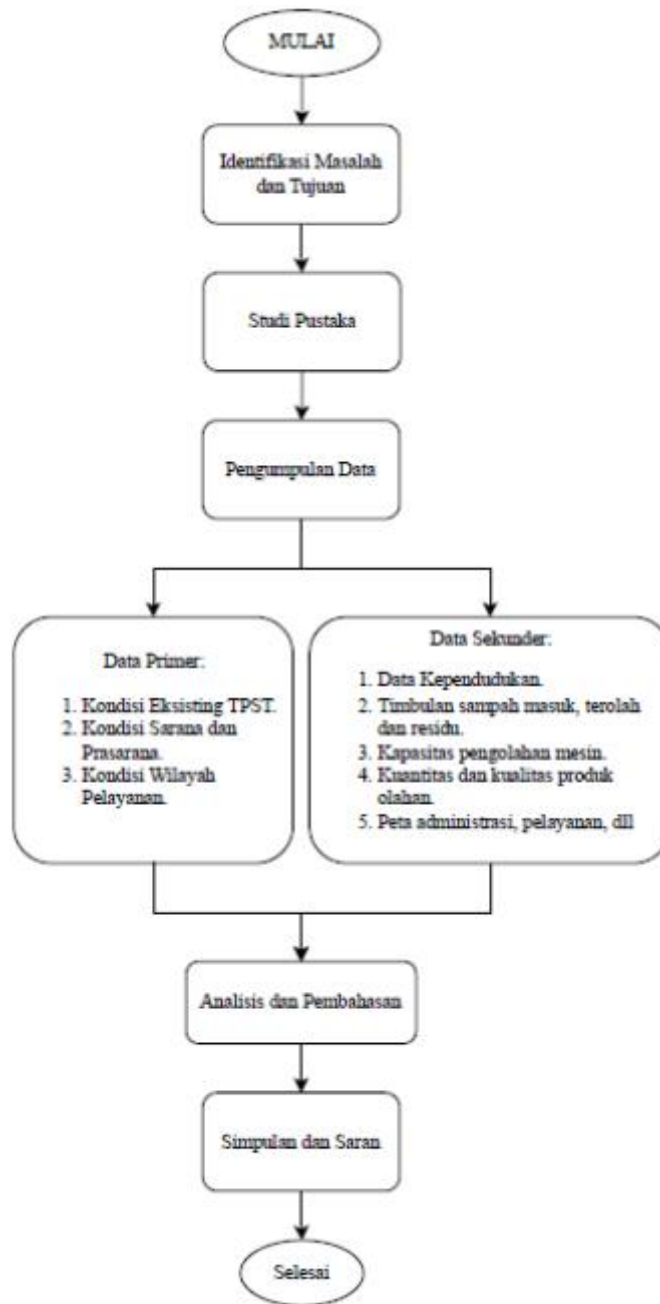 MULAI
Identifikasi Masalah
dan Tujuan
Studi Pustaka
Pengumpulan Data
Data Primer:
1. Kondisi Eksisting TPST.
2. Kondisi Sarana dan
Prasarana.
3. Kondisi Wilayah
Pelayanan.
Data Sekunder:
1. Data Kependudukan.
2. Timbulan sampah masuk, terolah
dan residu.
3. Kapasitas pengolahan mesin.
4. Kuantitas dan kualitas produk
olahan.
5. Peta administrasi, pelayanan, dll
Analisis dan Pembahasan
Simpulan dan Saran
Selesai